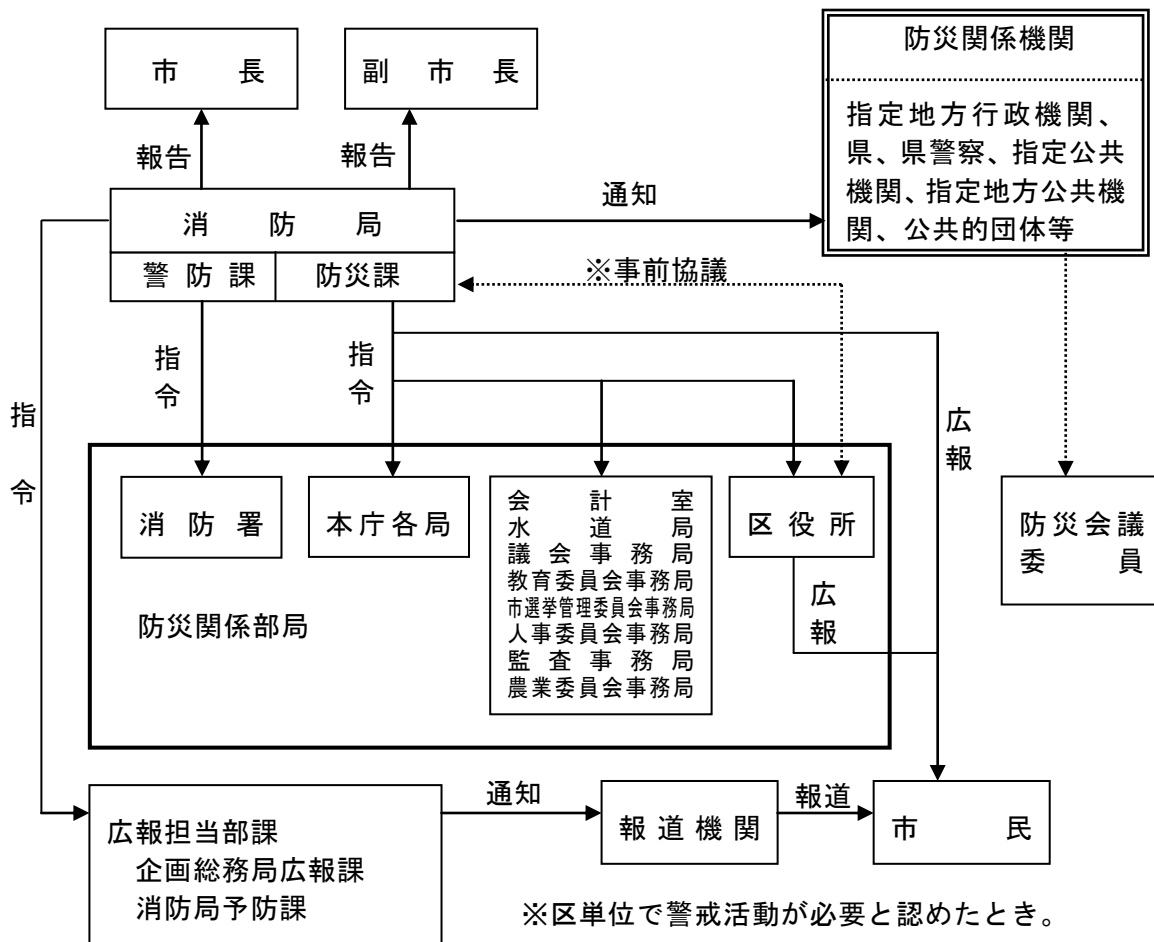 市長
副市長
防災関係機関
指定地方行政機関、
県、県警察、指定公共
機関、指定地方公共機
関、公共的団体等
報告
報告
消防局
通知
警防課
防災課
※事前協議
指令
指令
指令
広報
消防署
本庁各局
会計室
水道局
議会事務局
教育委員会事務局
市選挙管理委員会事務局
人事委員会事務局
監査事務局
農業委員会事務局
区役所
防災会議
委員
広報
防災関係部局
広報担当部課
企画総務局広報課
消防局予防課
通知
報道機関
報道
市民
※区単位で警戒活動が必要と認めたとき。